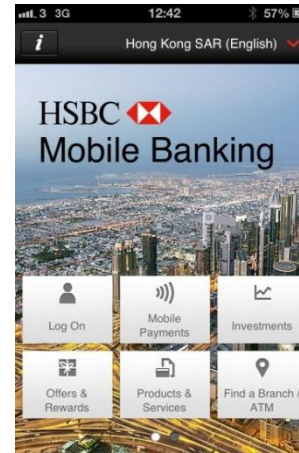 3 3G 12:42 57%
i Hong Kong SAR (English)
HSBC
Mobile Banking
Log On
Mobile
Payments
Investments
Offers &
Rewards
Products &
Services
Find a Branch /
ATM